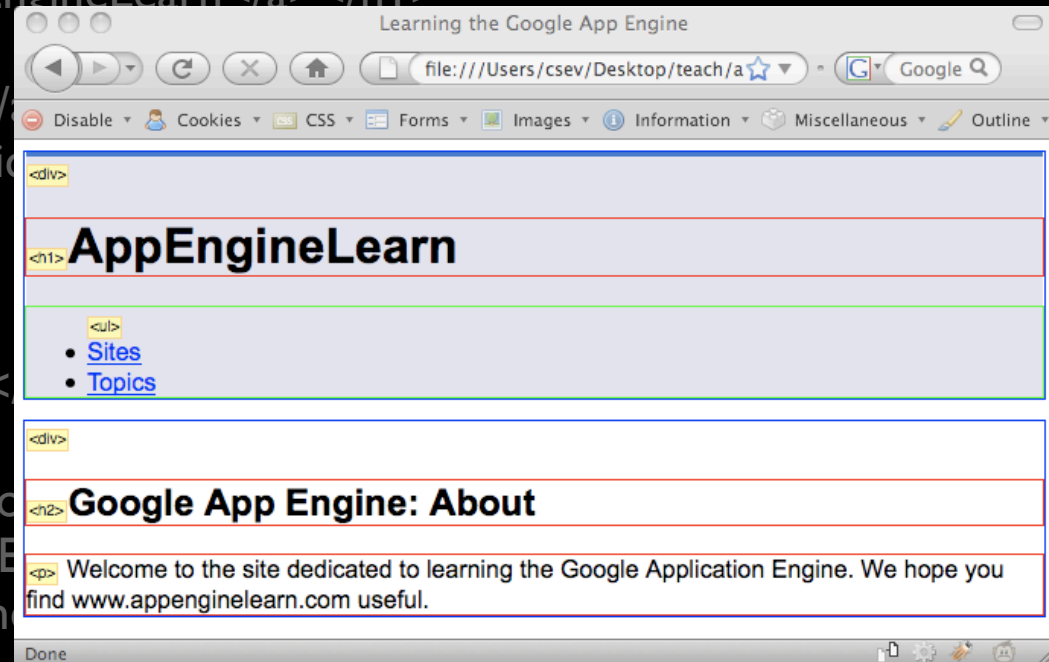 Learning the Google App Engine
file:///Users/csev/Desktop/teach/a
G Google
Disable Cookies CSS CSS Forms Images Information Miscellaneous Outline
<div>
<h1> AppEngineLearn
<ul>
Sites
Topics
<div>
<h2> Google App Engine: About
<p> Welcome to the site dedicated to learning the Google Application Engine. We hope you
find www.appenginelearn.com useful.
Done